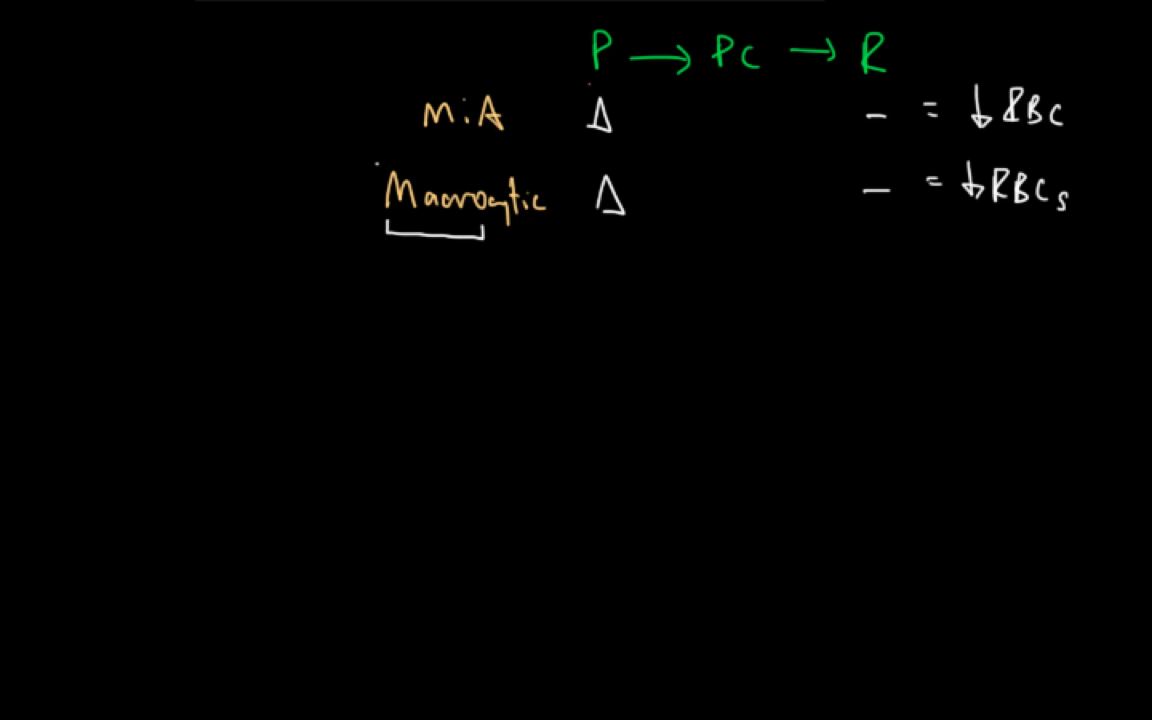 P → Pc → R
MiA Δ - = ↓ RBC
Macrocytic Δ - = ↓ RBCs